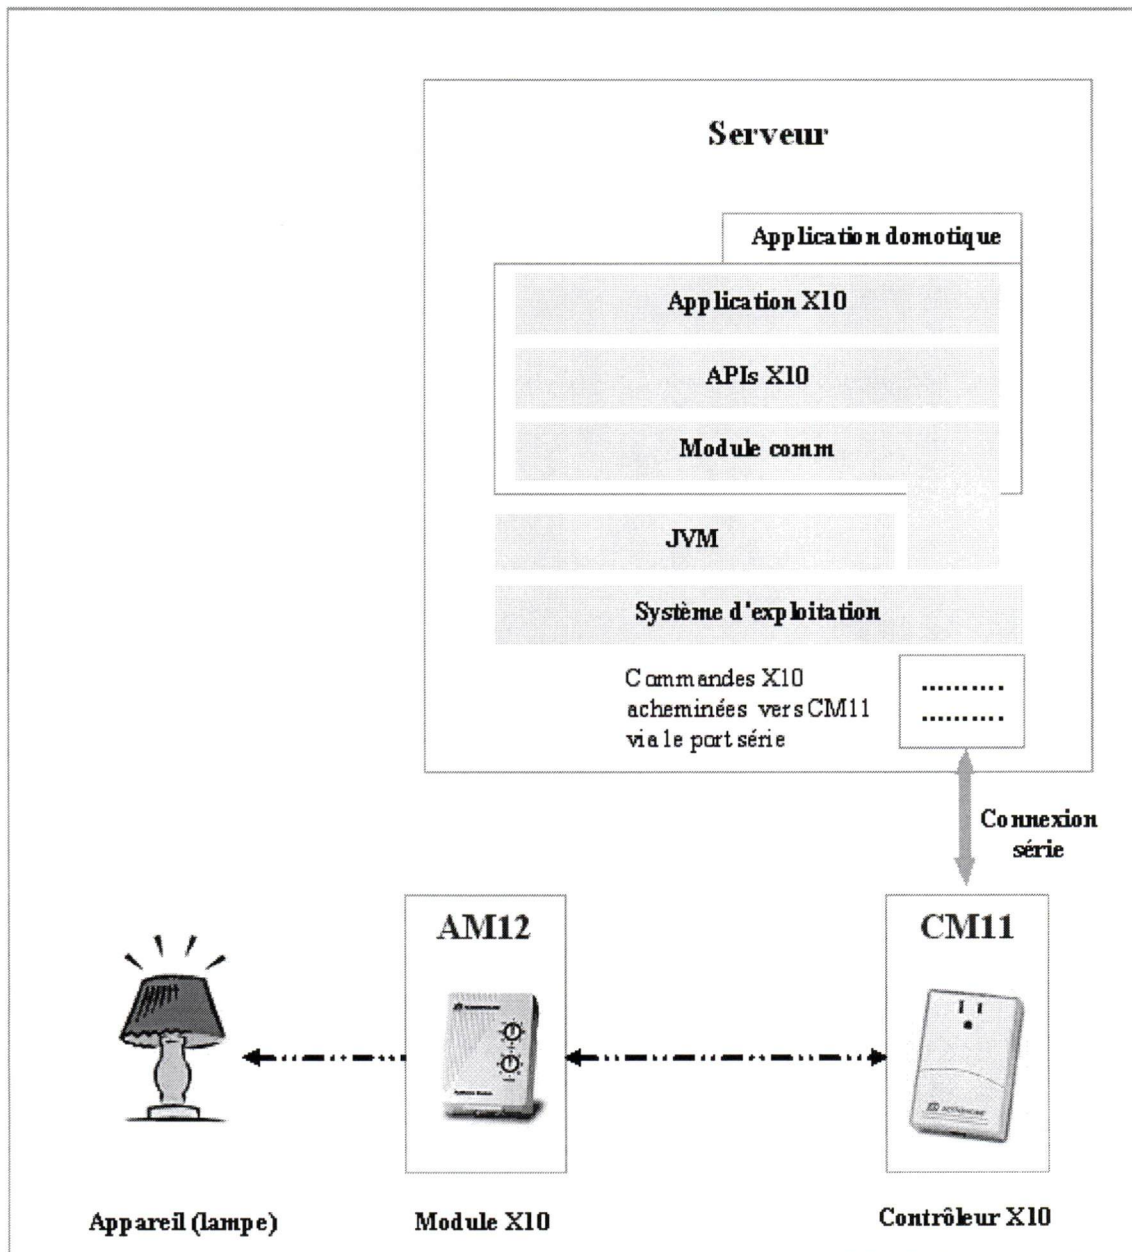 Serveur
Application domotique
Application X10
APIs X10
Module comm
JVM
Système d'exploitation
Commandes X10
acheminées vers CM11
via le port série
Connexion
série
AM12
CM11
Appareil (lampe)
Module X10
Contrôleur X10